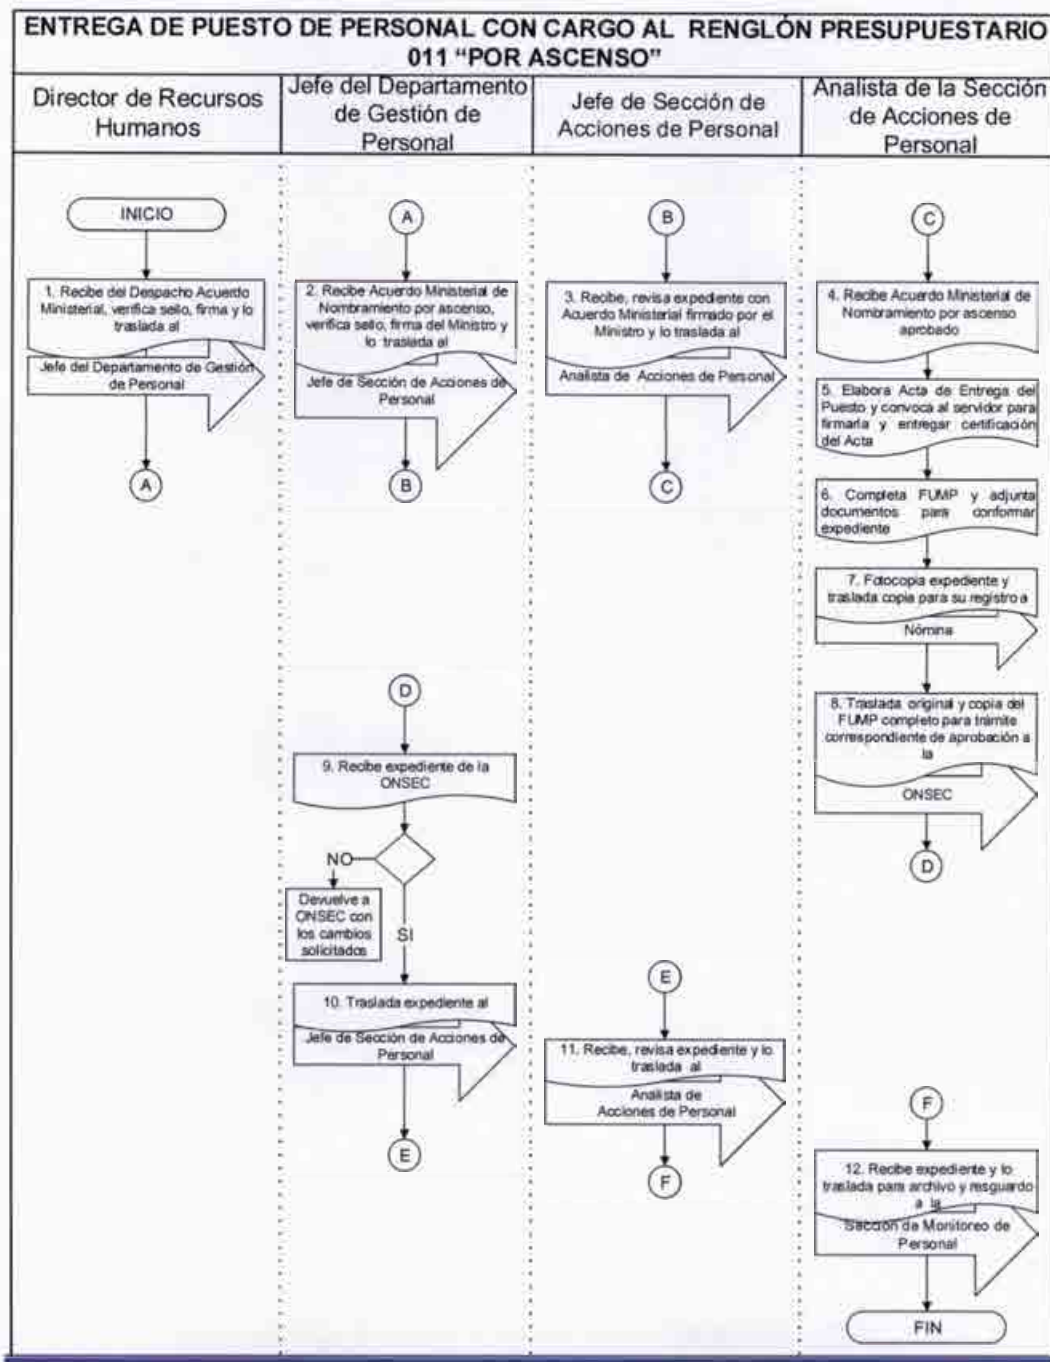 ENTREGA DE PUESTO DE PERSONAL CON CARGO AL RENGLÓN PRESUPUESTARIO
011 “POR ASCENSO”
Director de Recursos
Humanos
Jefe del Departamento
de Gestión de
Personal
Jefe de Sección de
Acciones de Personal
Analista de la Sección
de Acciones de
Personal
INICIO
1. Recibe del Despacho Acuerdo
Ministerial, verifica sello, firma y lo
traslada al
Jefe del Departamento de Gestión
de Personal
A
A
2. Recibe Acuerdo Ministerial de
Nombramiento por ascenso,
verifica sello, firma del Ministro y
lo traslada al
Jefe de Sección de Acciones de
Personal
B
B
3. Recibe, revisa expediente con
Acuerdo Ministerial firmado por el
Ministro y lo traslada al
Analista de Acciones de Personal
C
C
4. Recibe Acuerdo Ministerial de
Nombramiento por ascenso
aprobado
5. Elabora Acta de Entrega del
Puesto y convoca al servidor para
firmarla y entregar certificación
del Acta
6. Completa FUMP y adjunta
documentos para conformar
expediente
7. Fotocopia expediente y
traslada copia para su registro a
Nómina
8. Traslada original y copia del
FUMP completo para trámite
correspondiente de aprobación a
la
ONSEC
D
D
9. Recibe expediente de la
ONSEC
NO
Devuelve a
ONSEC con
los cambios
solicitados
SI
10. Traslada expediente al
Jefe de Sección de Acciones de
Personal
E
E
11. Recibe, revisa expediente y lo
traslada al
Analista de
Acciones de Personal
F
F
12. Recibe expediente y lo
traslada para archivo y resguardo
a la
Sección de Monitoreo de
Personal
FIN